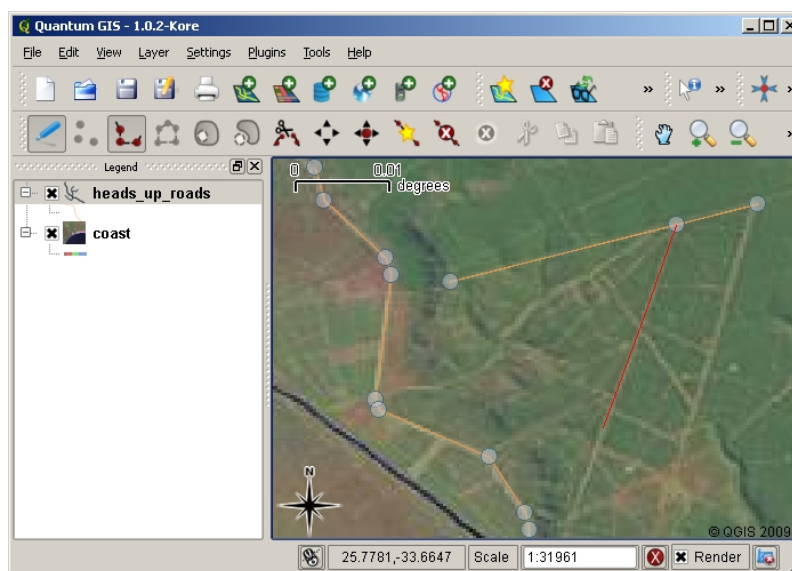 Quantum GIS - 1.0.2-Kore
File Edit View Layer Settings Plugins Tools Help
Legend
heads_up_roads
coast
0 0.01
degrees
N
© QGIS 2009
25.7781,-33.6647 Scale 1:31961 Render